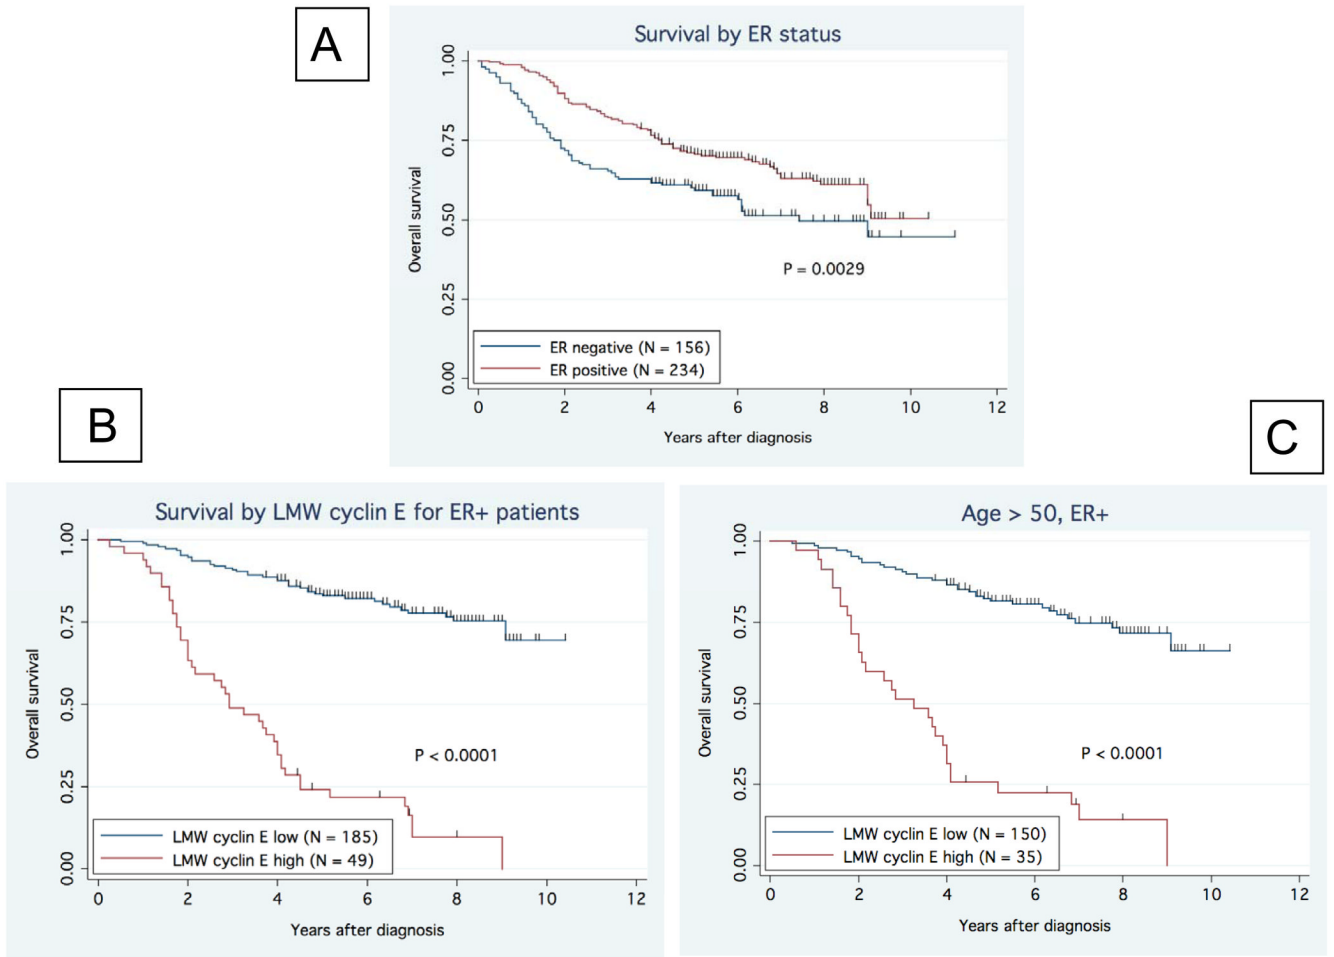 A
Survival by ER status
1.00
0.75
0.50
0.25
0.00
Overall survival
P = 0.0029
ER negative (N = 156)
ER positive (N = 234)
0 2 4 6 8 10 12
Years after diagnosis
B
Survival by LMW cyclin E for ER+ patients
1.00
0.75
0.50
0.25
0.00
Overall survival
P < 0.0001
LMW cyclin E low (N = 185)
LMW cyclin E high (N = 49)
0 2 4 6 8 10 12
Years after diagnosis
C
Age > 50, ER+
1.00
0.75
0.50
0.25
0.00
Overall survival
P < 0.0001
LMW cyclin E low (N = 150)
LMW cyclin E high (N = 35)
0 2 4 6 8 10 12
Years after diagnosis